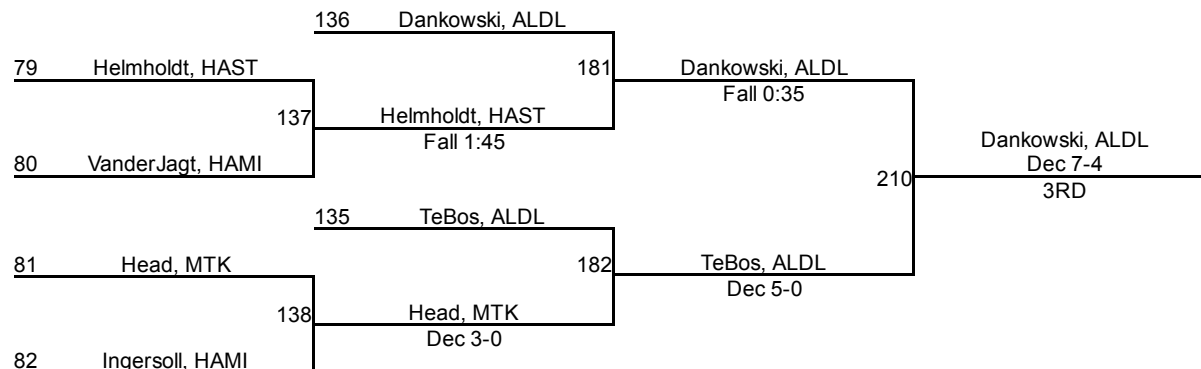 136 Dankowski, ALDL
79 Helmholdt, HAST
181 Dankowski, ALDL
Fall 0:35
137 Helmholdt, HAST
Fall 1:45
80 VanderJagt, HAMI
Dankowski, ALDL
210 Dec 7-4
3RD
135 TeBos, ALDL
81 Head, MTK
182 TeBos, ALDL
Dec 5-0
138 Head, MTK
Dec 3-0
82 Ingersoll, HAMI